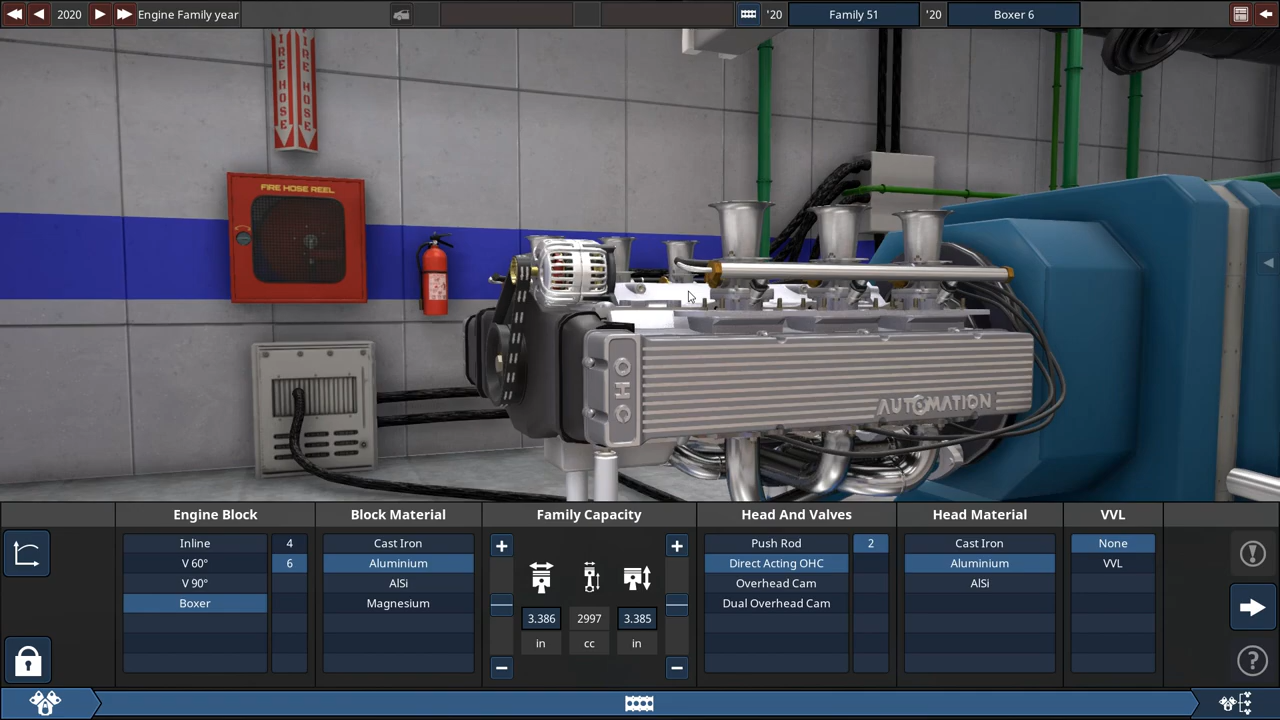 2020 Engine Family year '20 Family 51 '20 Boxer 6
FIRE HOSE
FIRE HOSE
FIRE HOSE REEL
OHO
AUTOMATION
Engine Block
Inline 4
V 60° 6
V 90°
Boxer
Block Material
Cast Iron
Aluminium
AlSi
Magnesium
Family Capacity
3.386 2997 3.385
in cc in
Head And Valves
Push Rod 2
Direct Acting OHC
Overhead Cam
Dual Overhead Cam
Head Material
Cast Iron
Aluminium
AlSi
VVL
None
VVL